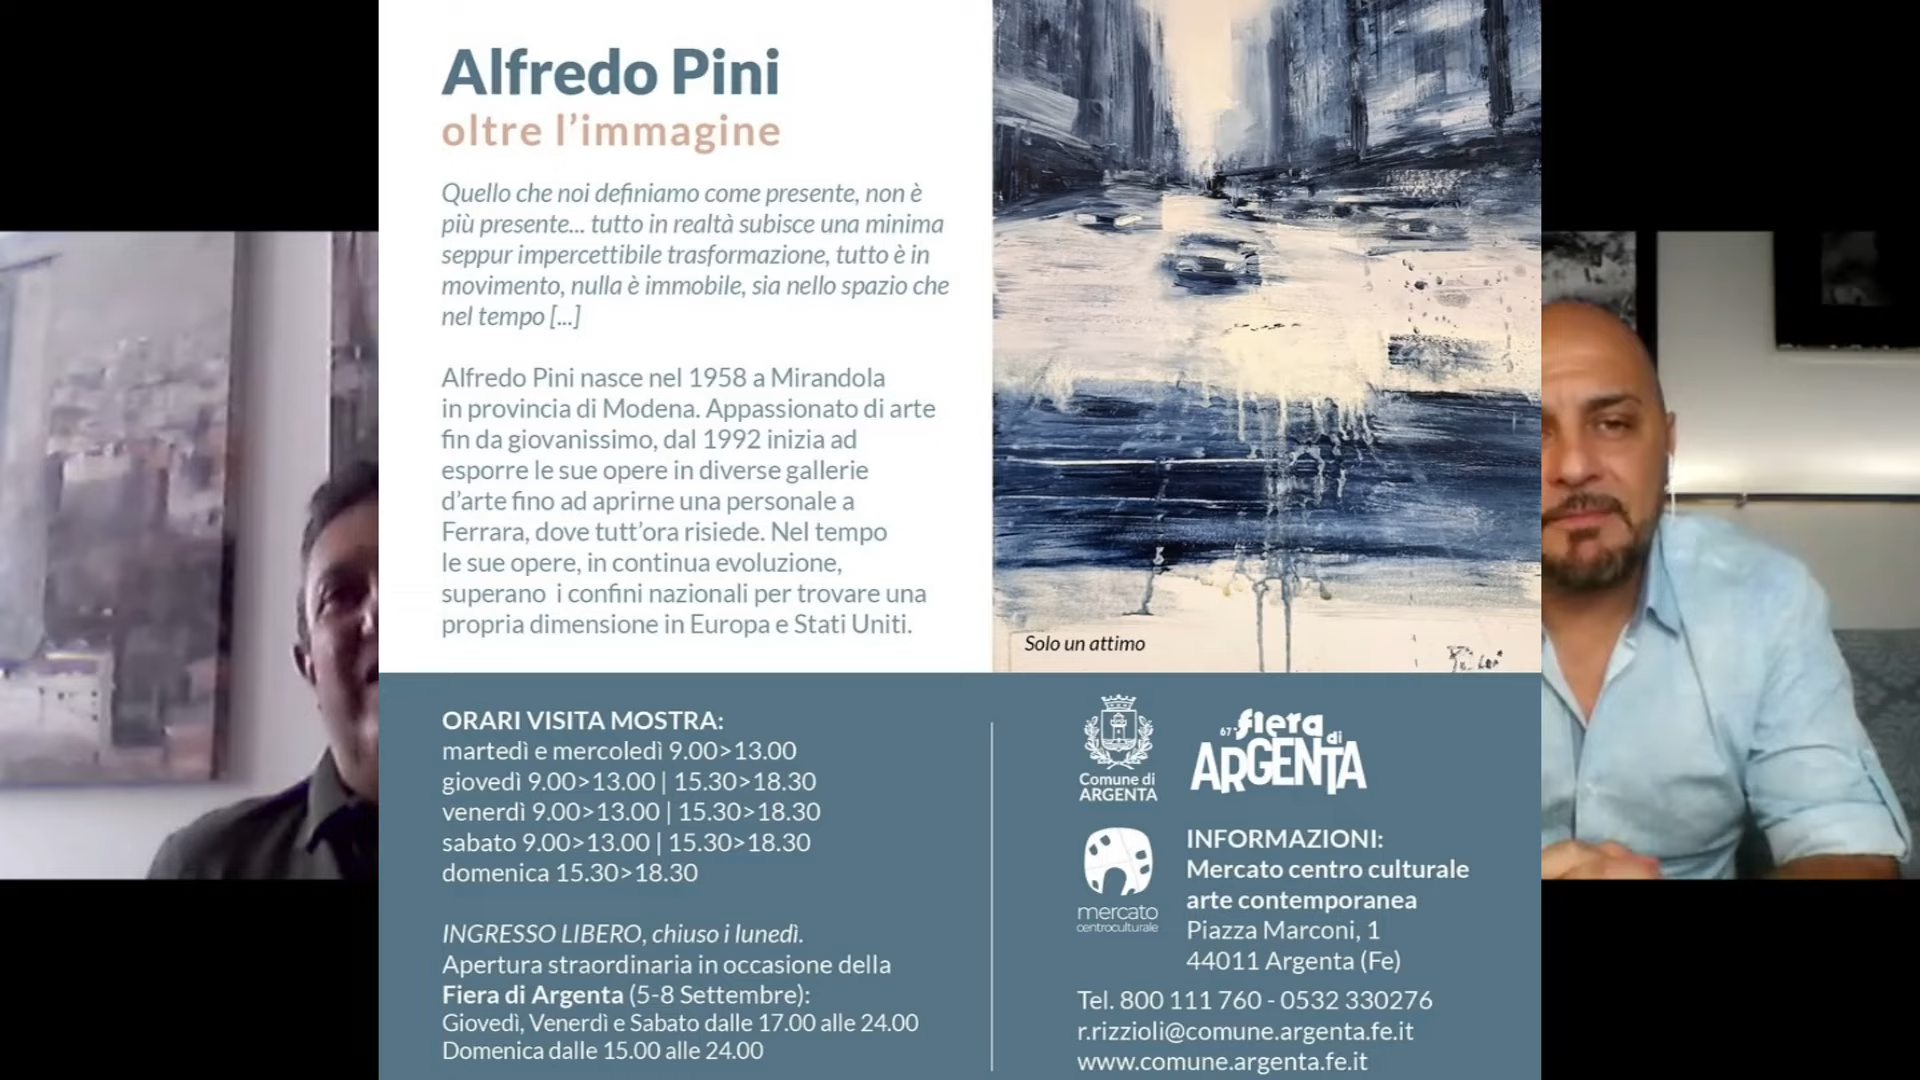 Alfredo Pini
oltre l’immagine
Quello che noi definiamo come presente, non è
più presente... tutto in realtà subisce una minima
seppur impercettibile trasformazione, tutto è in
movimento, nulla è immobile, sia nello spazio che
nel tempo [...]
Alfredo Pini nasce nel 1958 a Mirandola
in provincia di Modena. Appassionato di arte
fin da giovanissimo, dal 1992 inizia ad
esporre le sue opere in diverse gallerie
d’arte fino ad aprirne una personale a
Ferrara, dove tutt’ora risiede. Nel tempo
le sue opere, in continua evoluzione,
superano i confini nazionali per trovare una
propria dimensione in Europa e Stati Uniti.
Solo un attimo
ORARI VISITA MOSTRA:
martedì e mercoledì 9.00>13.00
giovedì 9.00>13.00 | 15.30>18.30
venerdì 9.00>13.00 | 15.30>18.30
sabato 9.00>13.00 | 15.30>18.30
domenica 15.30>18.30
INGRESSO LIBERO, chiuso i lunedì.
Apertura straordinaria in occasione della
Fiera di Argenta (5-8 Settembre):
Giovedì, Venerdì e Sabato dalle 17.00 alle 24.00
Domenica dalle 15.00 alle 24.00
Comune di
ARGENTA
67ª fiera di
ARGENTA
mercato
centroculturale
INFORMAZIONI:
Mercato centro culturale
arte contemporanea
Piazza Marconi, 1
44011 Argenta (Fe)
Tel. 800 111 760 - 0532 330276
r.rizzioli@comune.argenta.fe.it
www.comune.argenta.fe.it